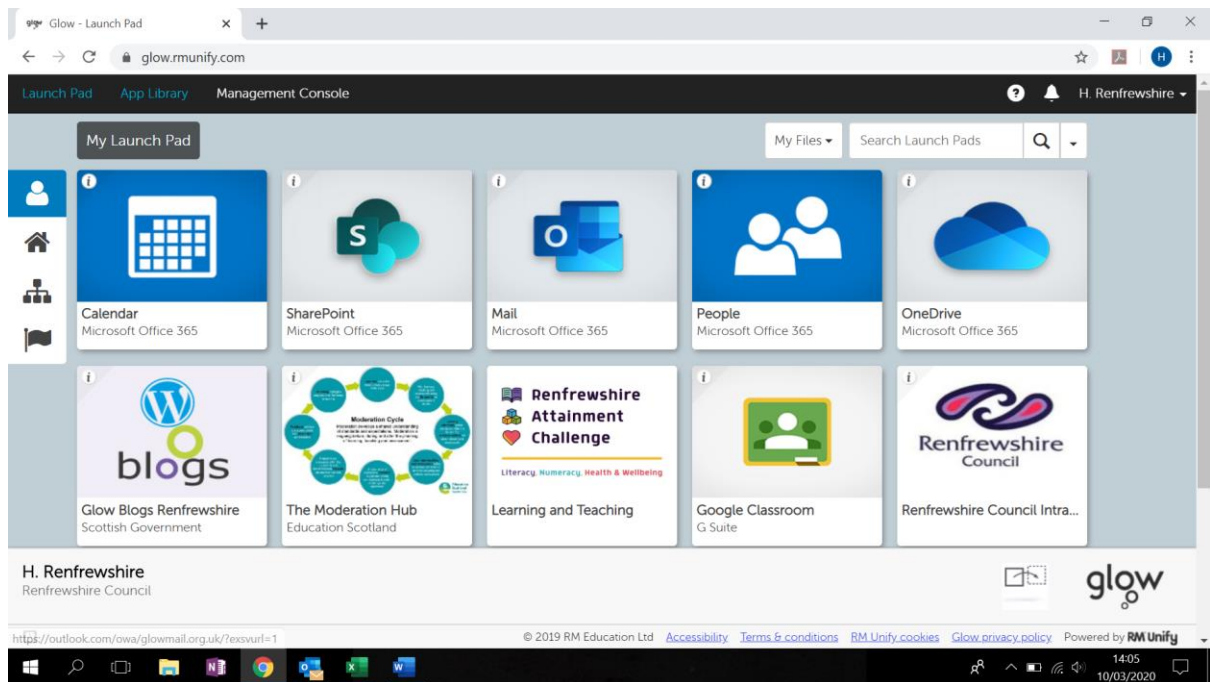 glow Glow - Launch Pad
glow.rmunify.com
H
Launch Pad App Library Management Console
? H. Renfrewshire
My Launch Pad
My Files
Search Launch Pads
Calendar
Microsoft Office 365
S
SharePoint
Microsoft Office 365
O
Mail
Microsoft Office 365
People
Microsoft Office 365
OneDrive
Microsoft Office 365
W
blogs
Glow Blogs Renfrewshire
Scottish Government
Moderation Cycle
The Moderation Hub
Education Scotland
Renfrewshire
Attainment
Challenge
Literacy, Numeracy, Health & Wellbeing
Learning and Teaching
Google Classroom
G Suite
Renfrewshire
Council
Renfrewshire Council Intra...
H. Renfrewshire
Renfrewshire Council
glow
https://outlook.com/owa/glowmail.org.uk/?exsvurl=1
© 2019 RM Education Ltd Accessibility Terms & conditions RM Unify cookies Glow privacy policy Powered by RM Unify
14:05
10/03/2020